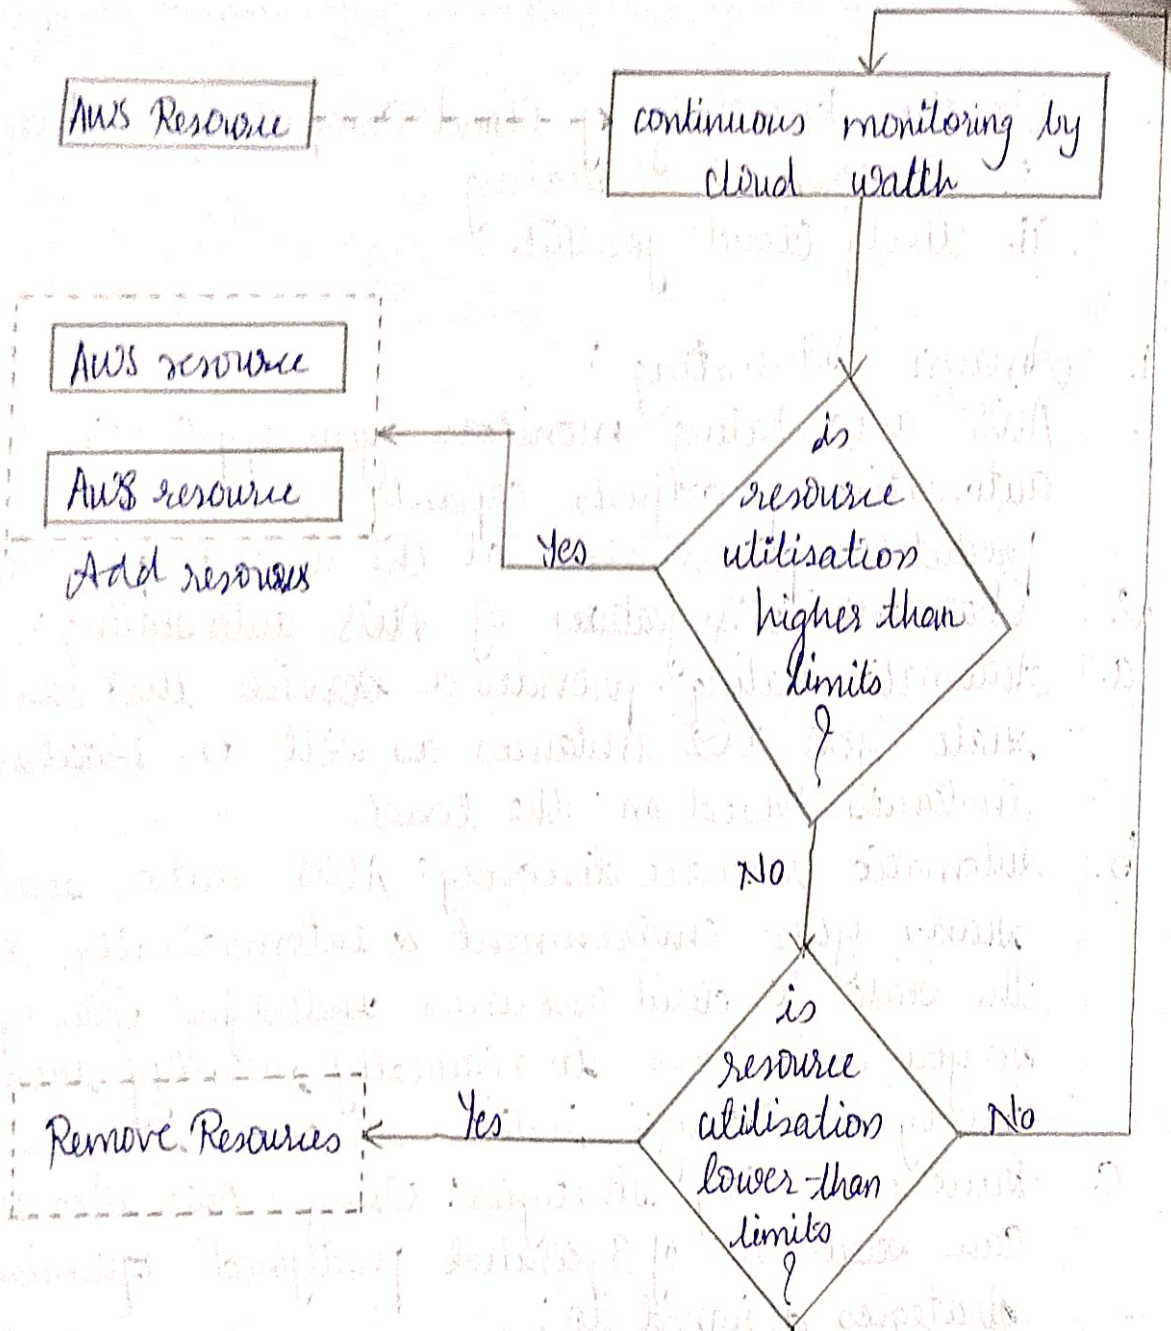 AWS Resource
continuous monitoring by
cloud watch
AWS resource
AWS resource
Add resources
is
resource
utilisation
higher than
limits
?
Yes
No
is
resource
utilisation
lower than
limits
?
Yes
No
Remove Resources